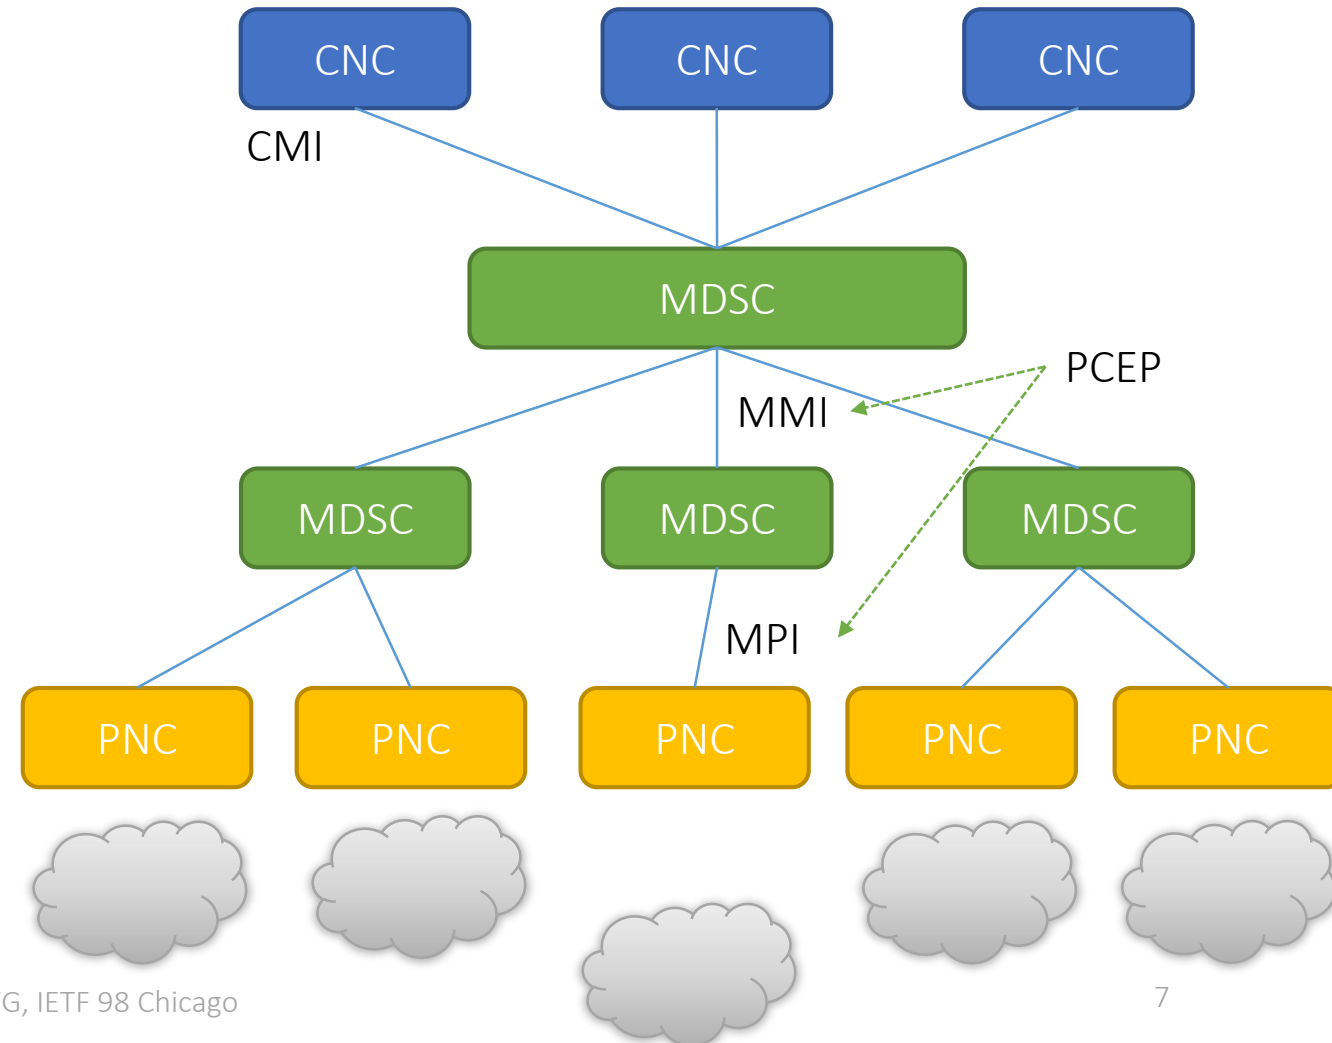 CNC
CNC
CNC
CMI
MDSC
PCEP
MMI
MDSC
MDSC
MDSC
MPI
PNC
PNC
PNC
PNC
PNC
G, IETF 98 Chicago
7